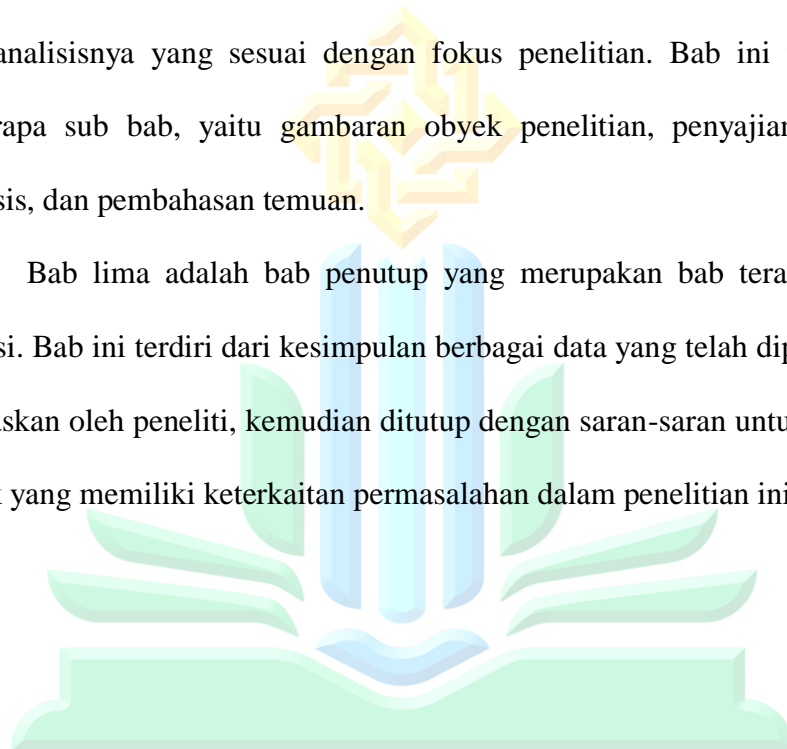 analisisnya yang sesuai dengan fokus penelitian. Bab ini
rapa sub bab, yaitu gambaran obyek penelitian, penyajian
sis, dan pembahasan temuan.
Bab lima adalah bab penutup yang merupakan bab tera
si. Bab ini terdiri dari kesimpulan berbagai data yang telah dip
skan oleh peneliti, kemudian ditutup dengan saran-saran untu
yang memiliki keterkaitan permasalahan dalam penelitian ini